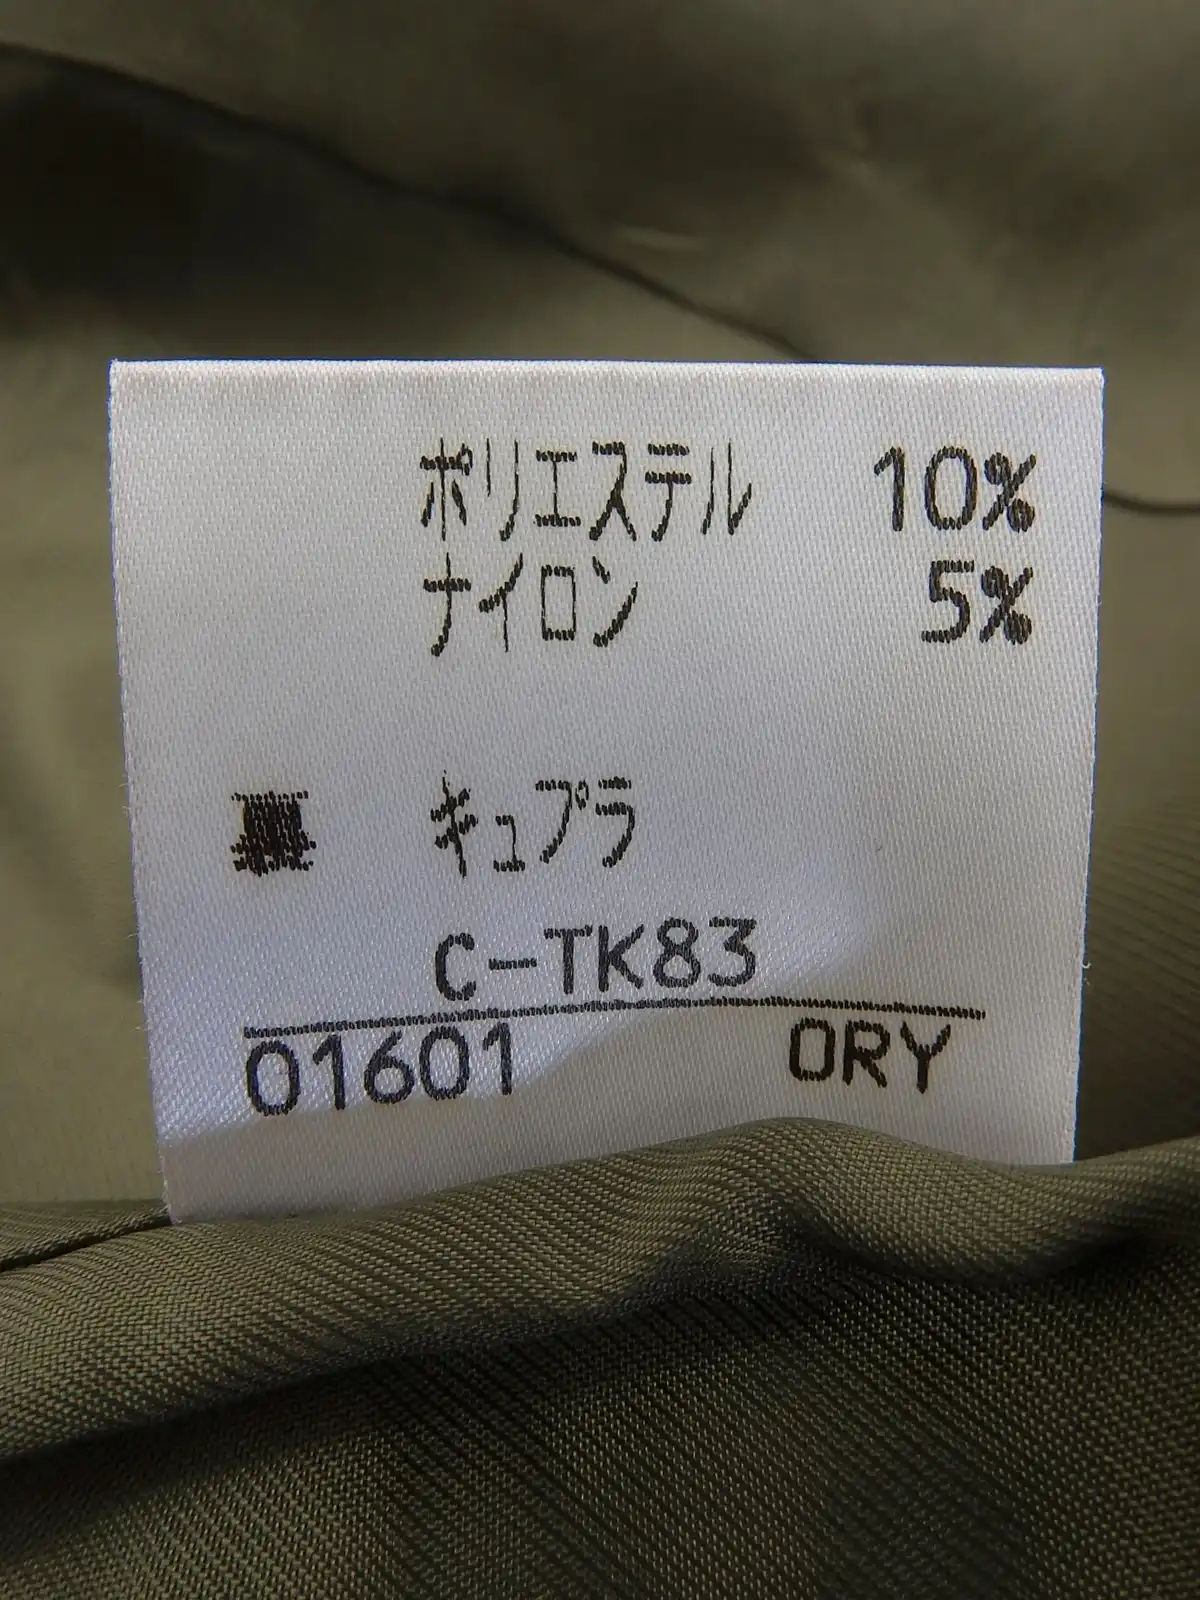 ポリエステル 10%
ナイロン 5%
キュプラ
C-TK83
01601 ORY